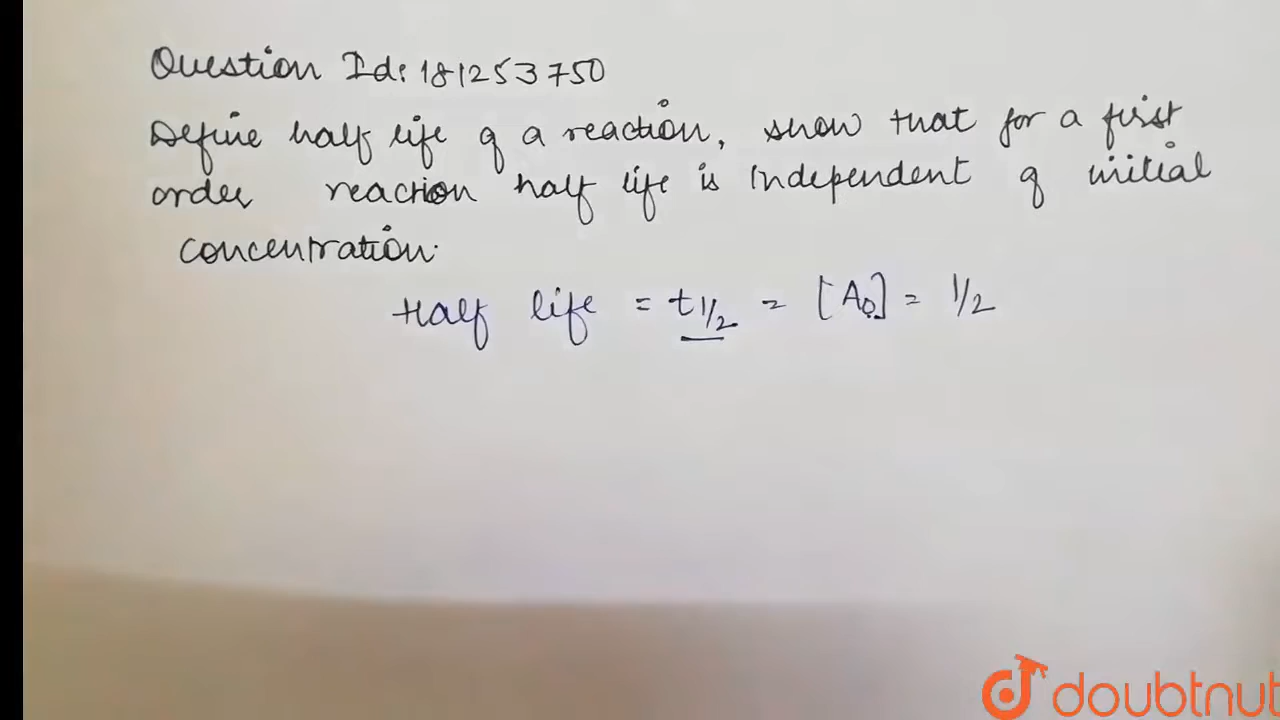 Question Id: 181253750
Define half life of a reaction, show that for a first
order reaction half life is independent of initial
concentration.
Half life = t1/2 = [A0] = 1/2
doubtnut